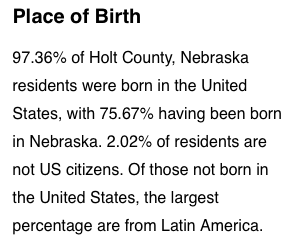 Place of Birth
97.36% of Holt County, Nebraska
residents were born in the United
States, with 75.67% having been born
in Nebraska. 2.02% of residents are
not US citizens. Of those not born in
the United States, the largest
percentage are from Latin America.